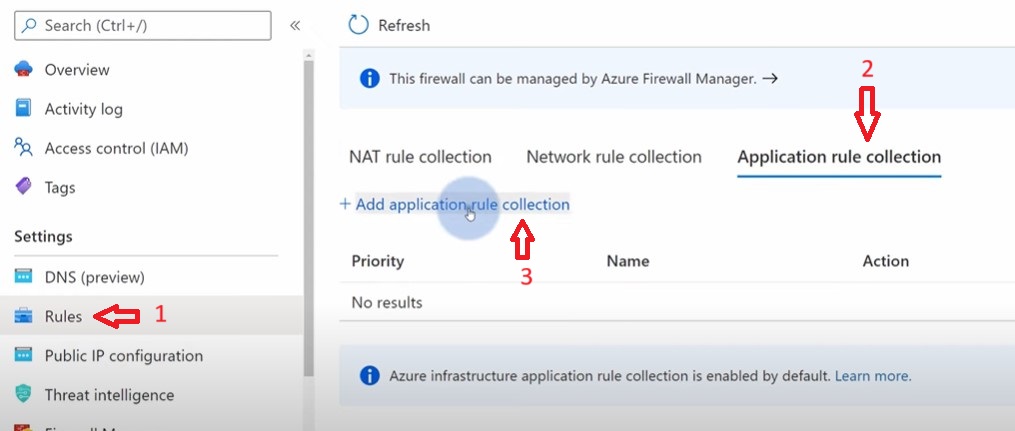 Search (Ctrl+/)
«
Overview
Activity log
Access control (IAM)
Tags
Settings
DNS (preview)
Rules
1
Public IP configuration
Threat intelligence
Refresh
This firewall can be managed by Azure Firewall Manager. →
2
NAT rule collection Network rule collection Application rule collection
+ Add application rule collection
3
Priority Name Action
No results
Azure infrastructure application rule collection is enabled by default. Learn more.